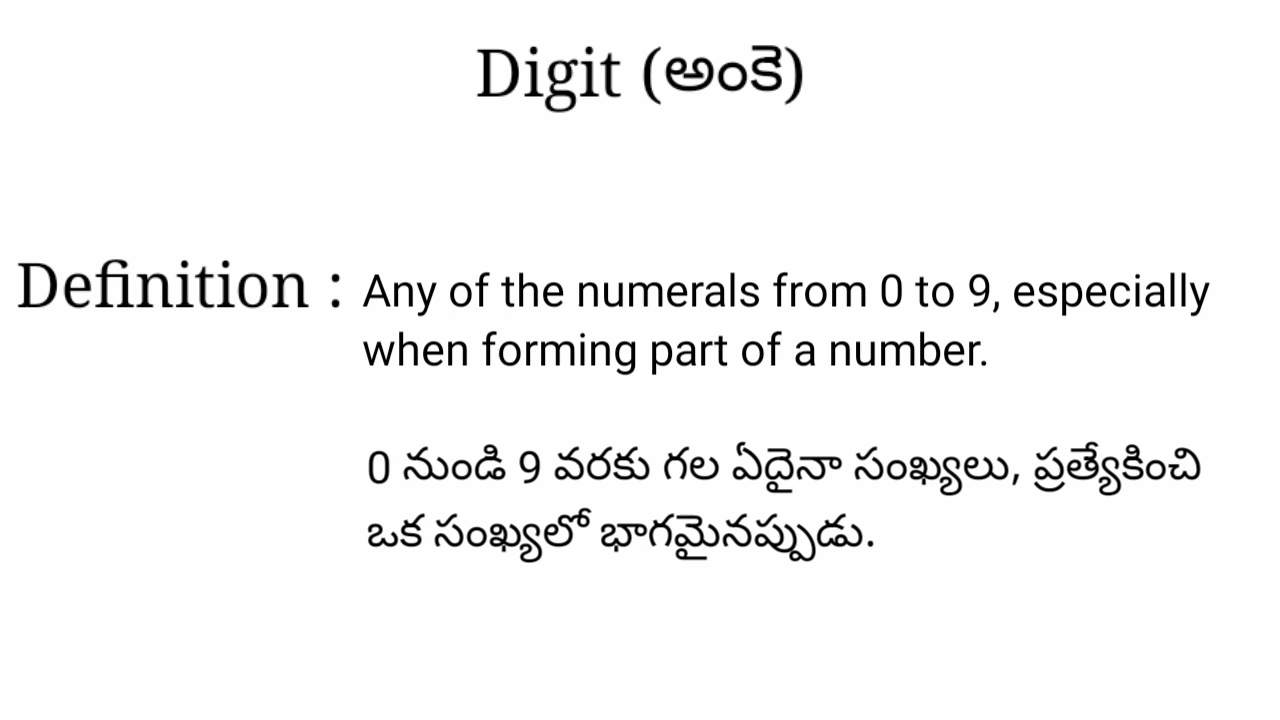 Digit (అంకె)
Definition : Any of the numerals from 0 to 9, especially
when forming part of a number.
0 నుండి 9 వరకు గల ఏదైనా సంఖ్యలు, ప్రత్యేకించి
ఒక సంఖ్యలో భాగమైనప్పుడు.